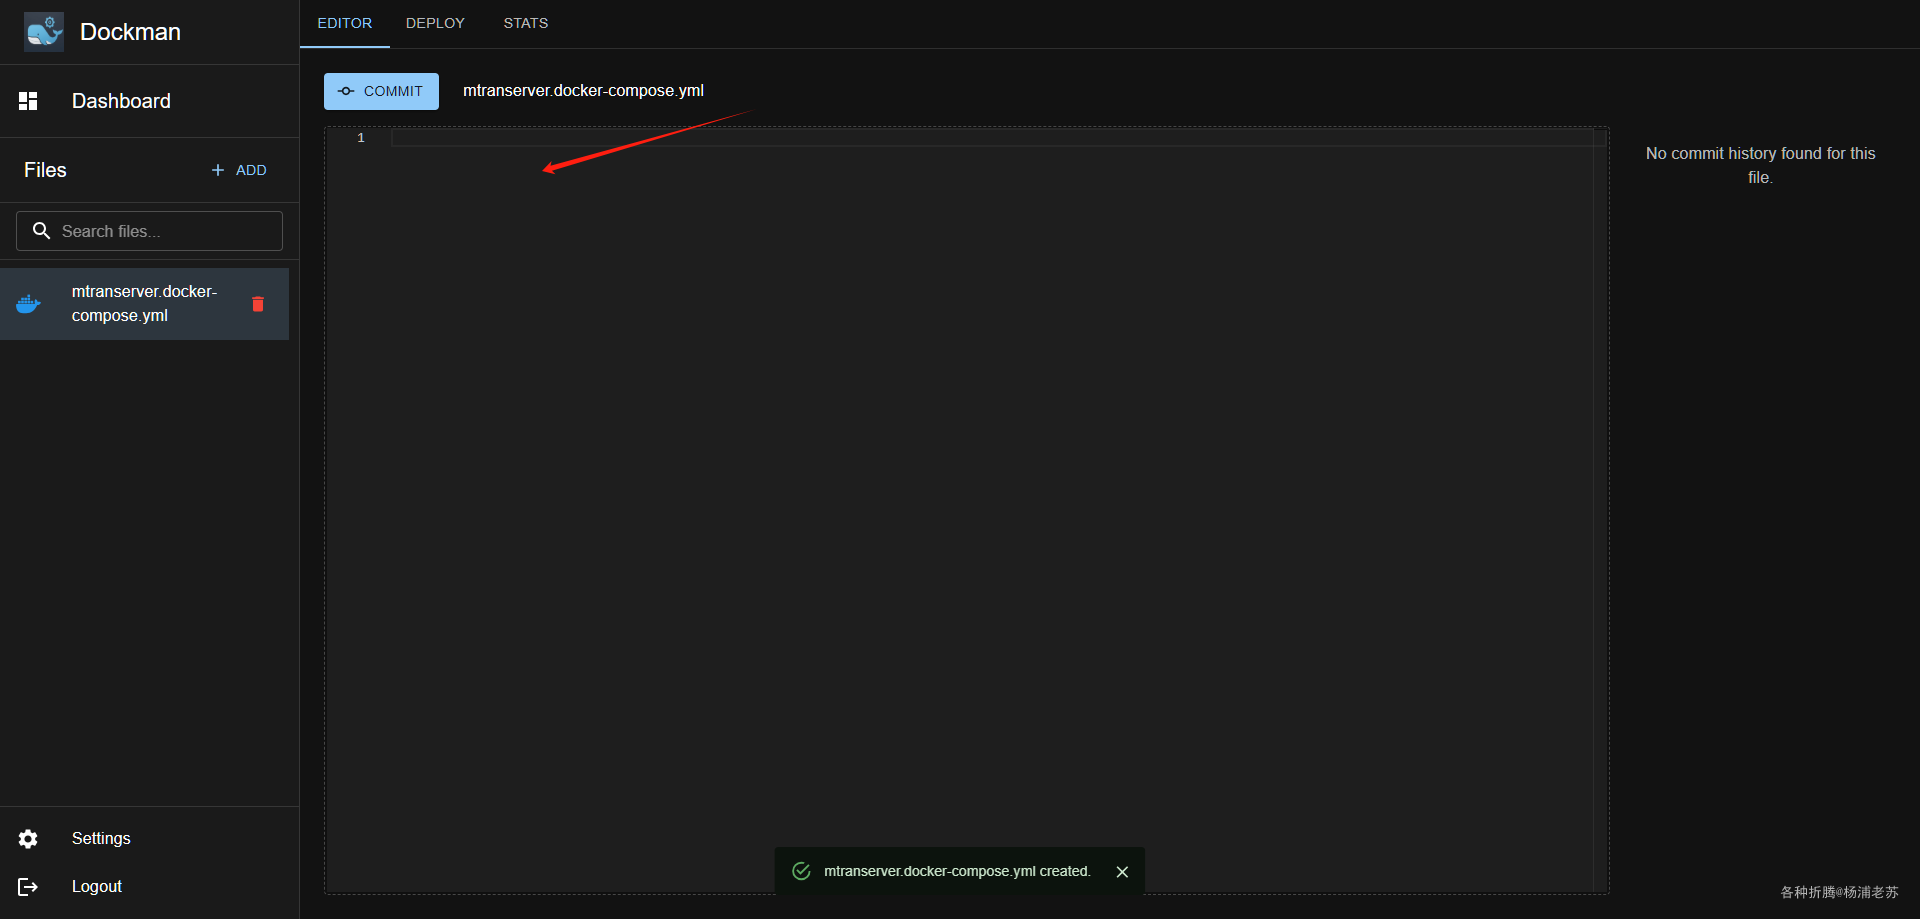 Dockman
EDITOR
DEPLOY
STATS
Dashboard
COMMIT
mtranserver.docker-compose.yml
Files
ADD
Search files...
mtranserver.docker-
compose.yml
1
No commit history found for this
file.
Settings
Logout
mtranserver.docker-compose.yml created.
各种折腾@杨浦老苏